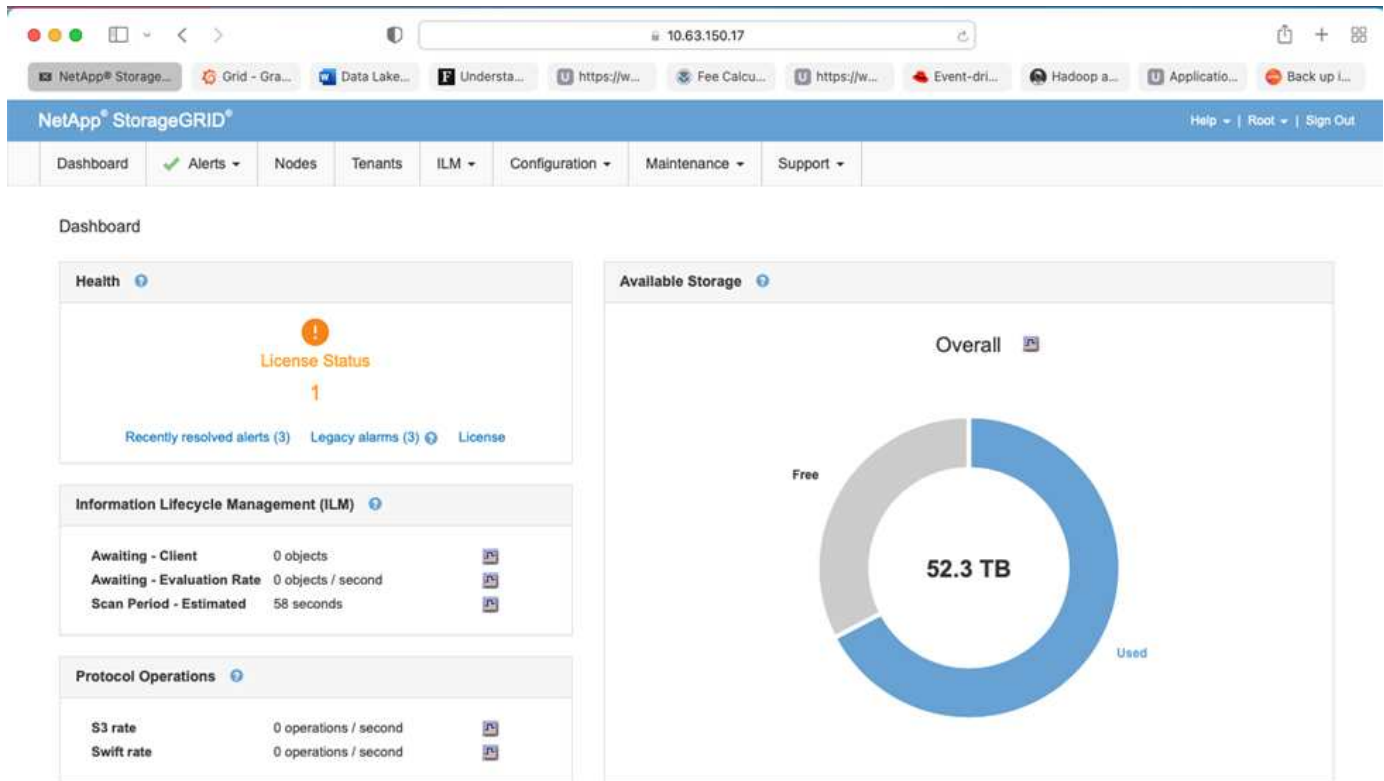 10.63.150.17
NetApp® Storage...
Grid - Gra...
Data Lake...
Understa...
https://w...
Fee Calcu...
https://w...
Event-dri...
Hadoop a...
Applicatio...
Back up i...
NetApp® StorageGRID®
Help | Root | Sign Out
Dashboard
Alerts
Nodes
Tenants
ILM
Configuration
Maintenance
Support
Dashboard
Health
License Status
1
Recently resolved alerts (3) Legacy alarms (3) License
Information Lifecycle Management (ILM)
Awaiting - Client 0 objects
Awaiting - Evaluation Rate 0 objects / second
Scan Period - Estimated 58 seconds
Protocol Operations
S3 rate 0 operations / second
Swift rate 0 operations / second
Available Storage
Overall
Free
52.3 TB
Used